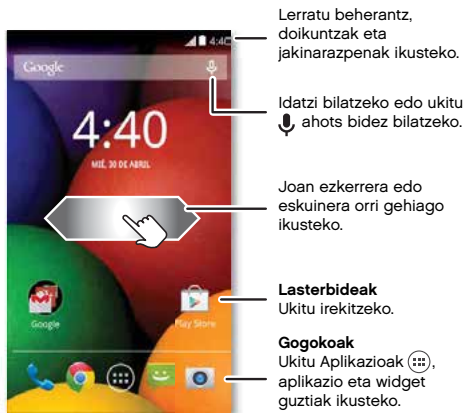 Lerratu beherantz,
doikuntzak eta
jakinarazpenak ikusteko.
4:40
Google
Idatzi bilatzeko edo ukitu
ahots bidez bilatzeko.
4:40
MIÉ, 30 DE ABRIL
Joan ezkerrera edo
eskuinera orri gehiago
ikusteko.
Google
Play Store
Lasterbideak
Ukitu irekitzeko.
Gogokoak
Ukitu Aplikazioak ,
aplikazio eta widget
guztiak ikusteko.